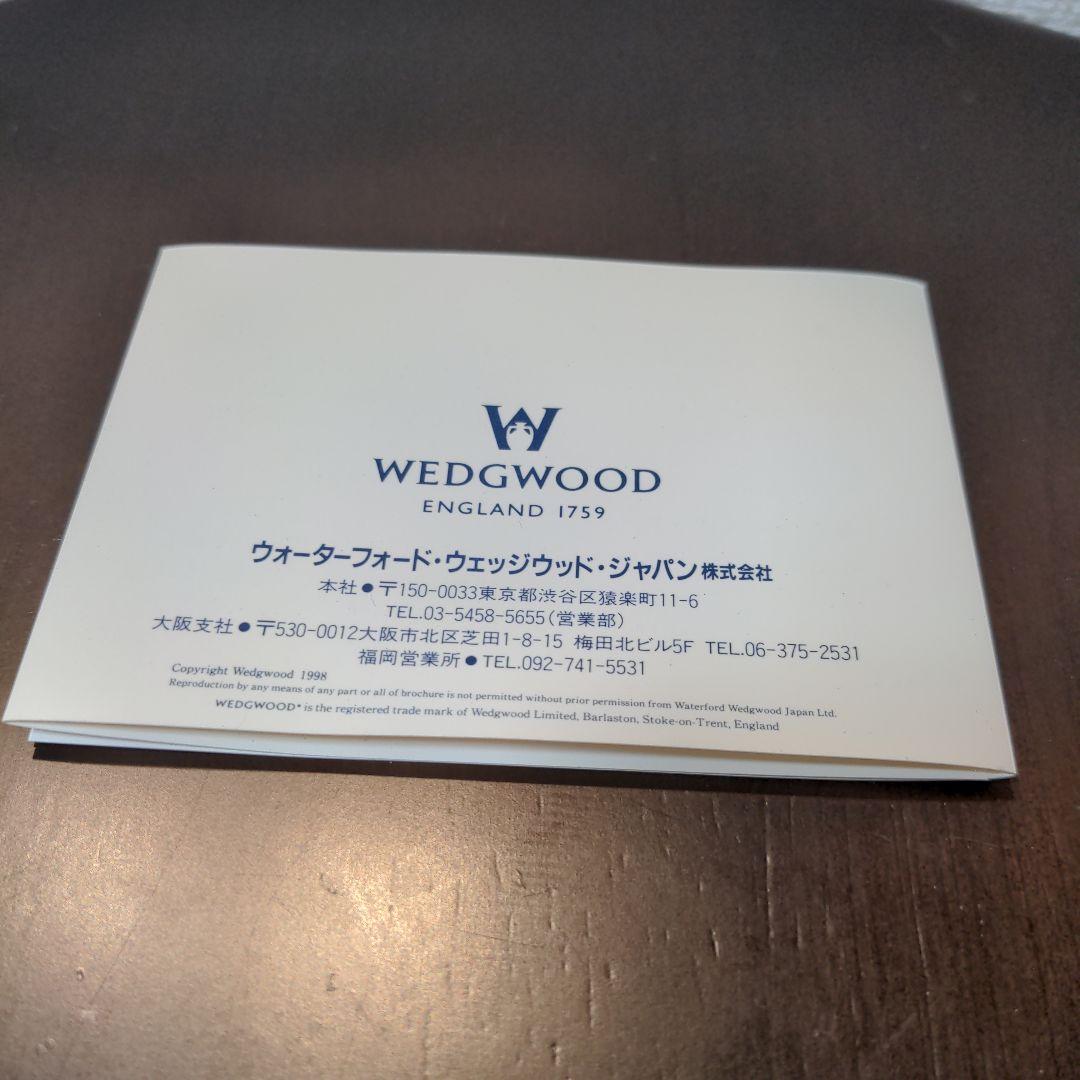 W
WEDGWOOD
ENGLAND 1759
ウォーターフォード・ウェッジウッド・ジャパン株式会社
本社●〒150-0033東京都渋谷区猿楽町11-6
TEL.03-5458-5655(営業部)
大阪支社●〒530-0012大阪市北区芝田1-8-15 梅田北ビル5F TEL.06-375-2531
福岡営業所●TEL.092-741-5531
Copyright Wedgwood 1998
Reproduction by any means of any part or all of brochure is not permitted without prior permission from Waterford Wedgwood Japan Ltd.
WEDGWOOD® is the registered trade mark of Wedgwood Limited, Barlaston, Stoke-on-Trent, England